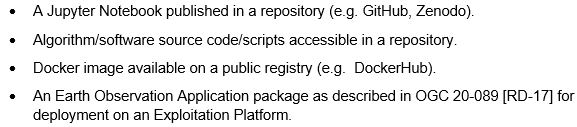 • A Jupyter Notebook published in a repository (e.g. GitHub, Zenodo).
• Algorithm/software source code/scripts accessible in a repository.
• Docker image available on a public registry (e.g.  DockerHub).
• An Earth Observation Application package as described in OGC 20-089 [RD-17] for
deployment on an Exploitation Platform.